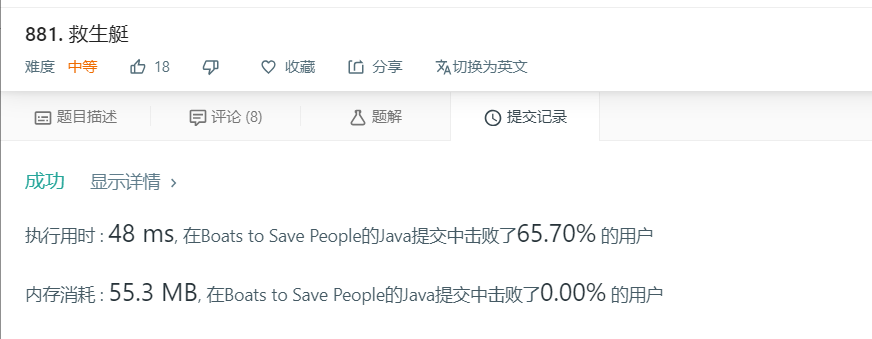 881. 救生艇
难度 中等 18 收藏 分享 切换为英文
题目描述 评论 (8) 题解 提交记录
成功 显示详情 >
执行用时 : 48 ms, 在Boats to Save People的Java提交中击败了65.70% 的用户
内存消耗 : 55.3 MB, 在Boats to Save People的Java提交中击败了0.00% 的用户